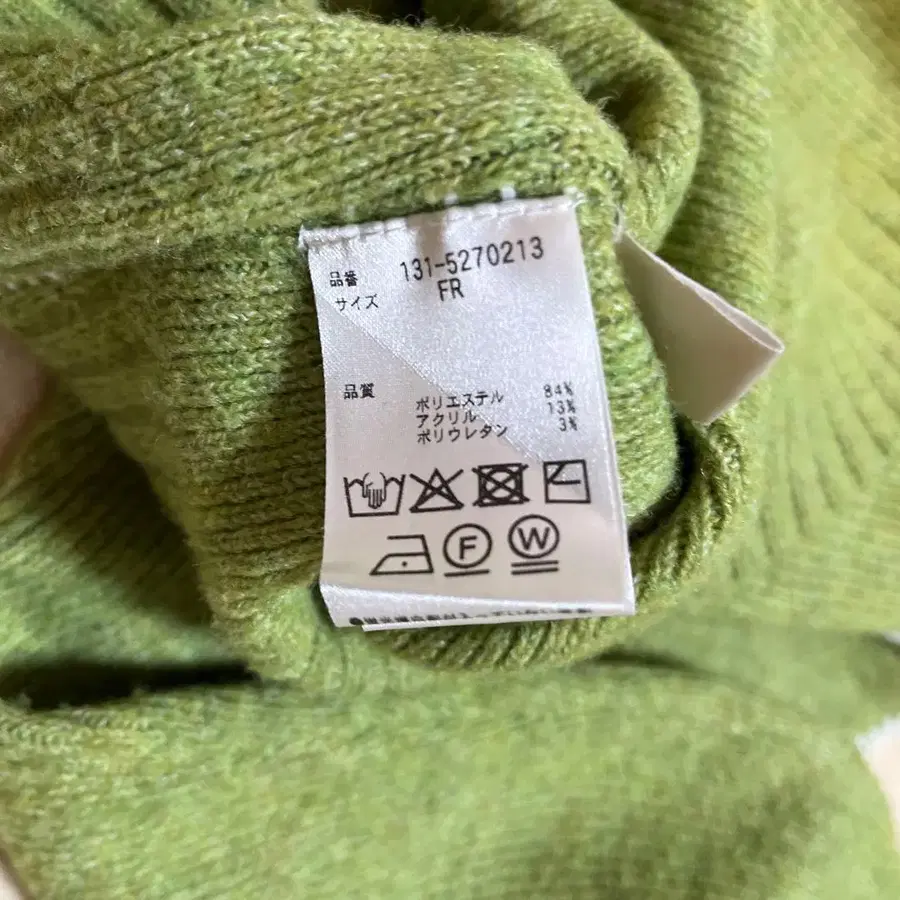 品番 131-5270213
サイズ FR
品質 ポリエステル 84%
アクリル 13%
ポリウレタン 3%
F W